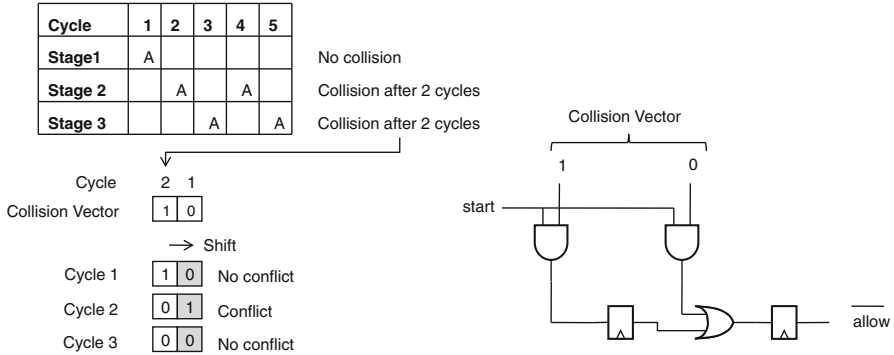 Cycle 1 2 3 4 5
Stage1 A No collision
Stage 2 A A Collision after 2 cycles
Stage 3 A A Collision after 2 cycles
Cycle 2 1
Collision Vector 1 0
Shift
Cycle 1 1 0 No conflict
Cycle 2 0 1 Conflict
Cycle 3 0 0 No conflict
Collision Vector
1 0
start
allow